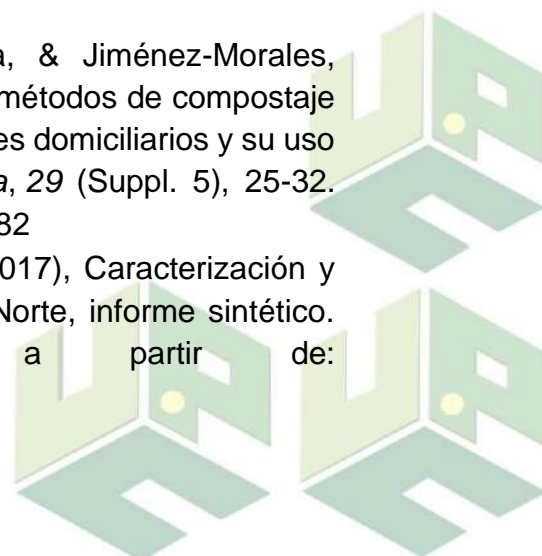 a, & Jiménez-Morales,
métodos de compostaje
es domiciliarios y su uso
a, 29 (Suppl. 5), 25-32.
82
017), Caracterización y
Norte, informe sintético.
a partir de: